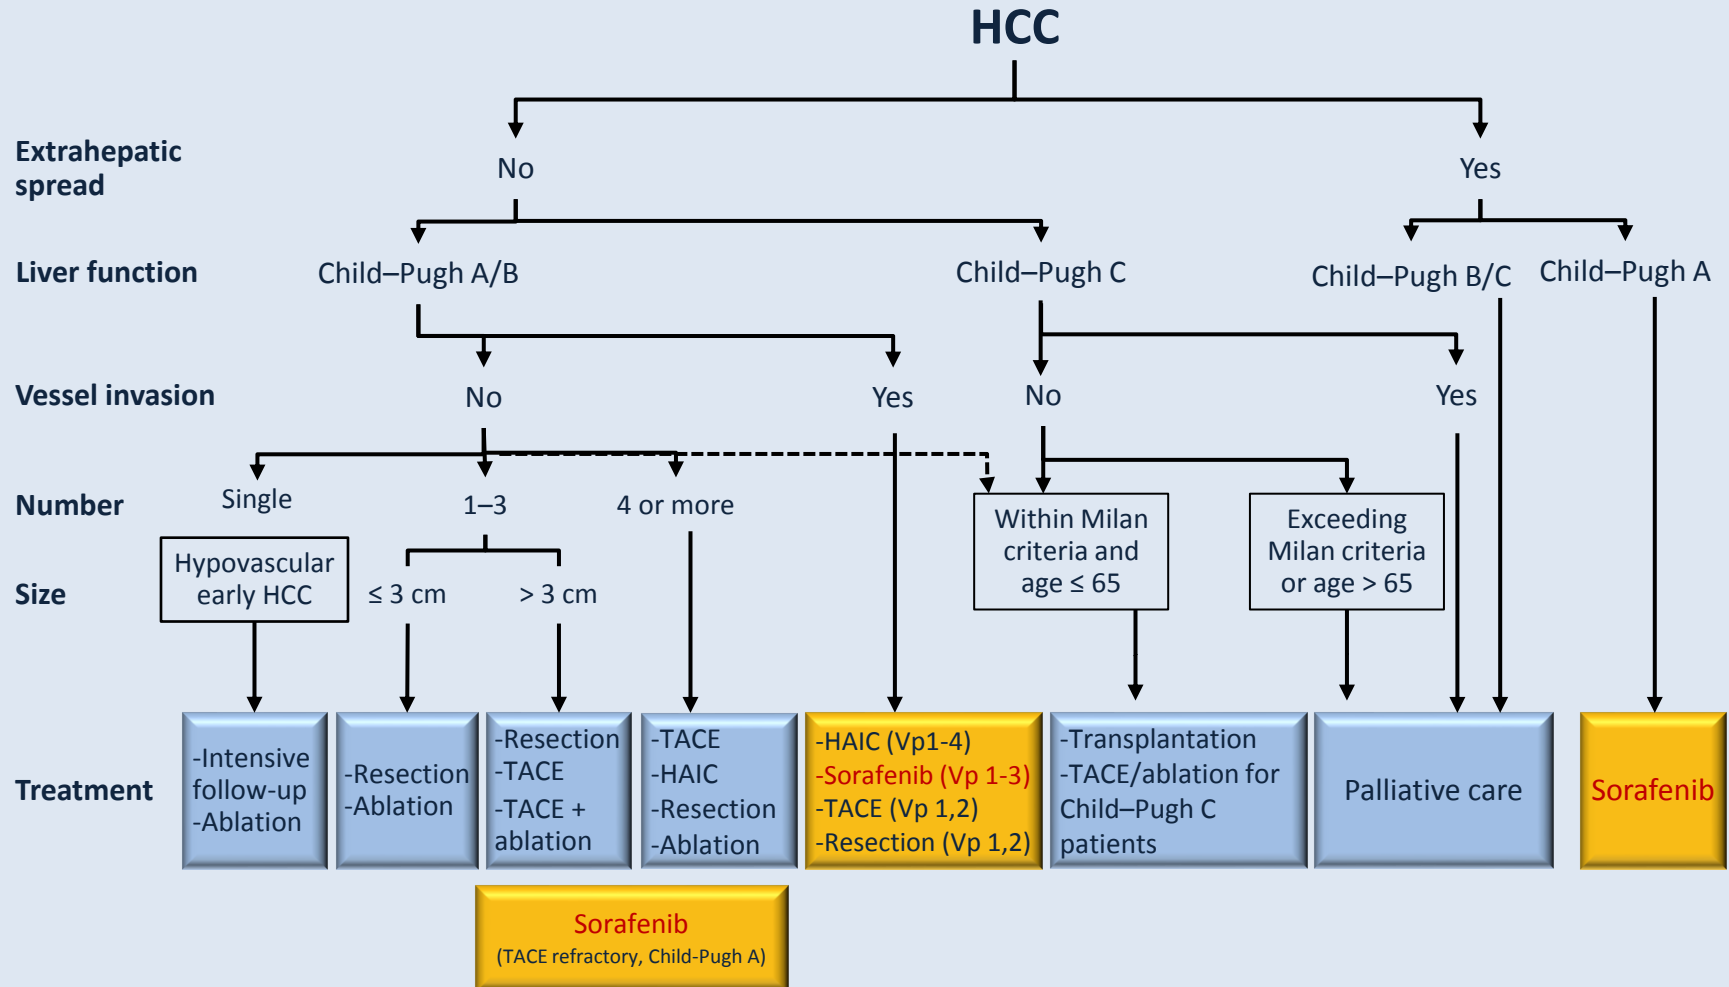 HCC
Extrahepatic
spread
No
Yes
Liver function
Child–Pugh A/B
Child–Pugh C
Child–Pugh B/C
Child–Pugh A
Vessel invasion
No
Yes
No
Yes
Number
Single
1–3
4 or more
Within Milan
criteria and
age ≤ 65
Exceeding
Milan criteria
or age > 65
Size
Hypovascular
early HCC
≤ 3 cm
> 3 cm
Treatment
-Intensive
follow-up
-Ablation
-Resection
-Ablation
-Resection
-TACE
-TACE +
ablation
-TACE
-HAIC
-Resection
-Ablation
-HAIC (Vp1-4)
-Sorafenib (Vp 1-3)
-TACE (Vp 1,2)
-Resection (Vp 1,2)
-Transplantation
-TACE/ablation for
Child–Pugh C
patients
Palliative care
Sorafenib
Sorafenib
(TACE refractory, Child-Pugh A)